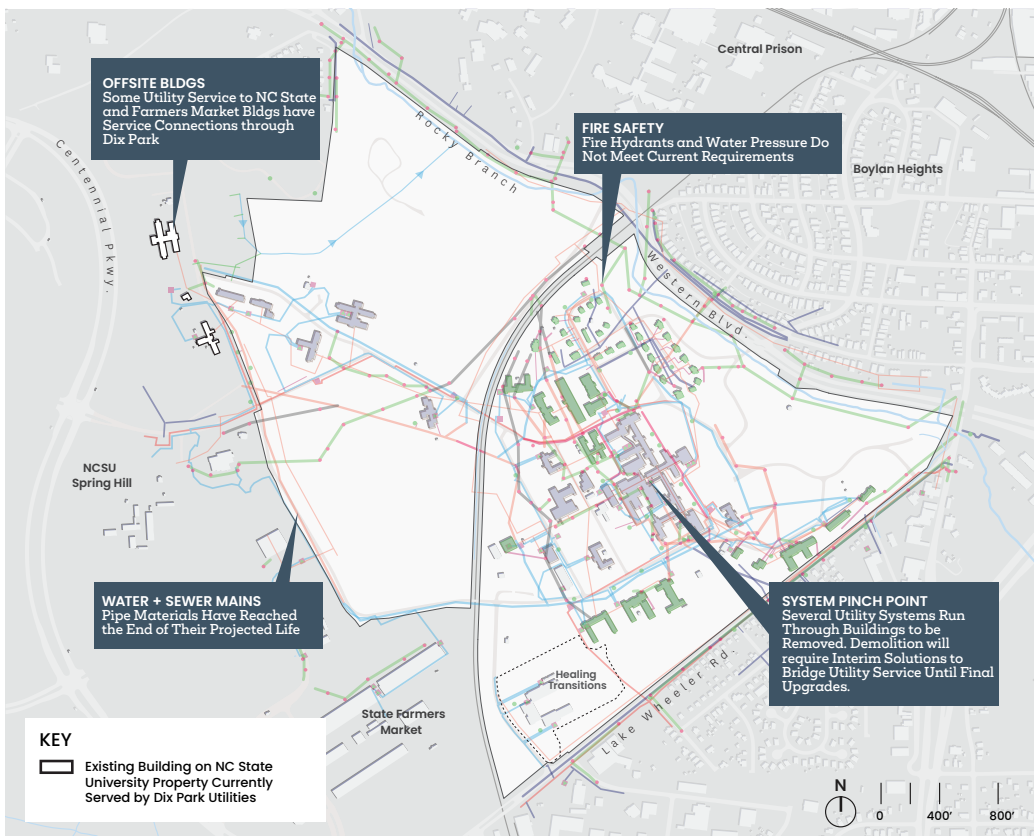 Central Prison
OFFSITE BLDGS
Some Utility Service to NC State
and Farmers Market Bldgs have
Service Connections through
Dix Park
Rocky Branch
FIRE SAFETY
Fire Hydrants and Water Pressure Do
Not Meet Current Requirements
Boylan Heights
Centennial Pkwy.
Western Blvd.
NCSU
Spring Hill
WATER + SEWER MAINS
Pipe Materials Have Reached
the End of Their Projected Life
SYSTEM PINCH POINT
Several Utility Systems Run
Through Buildings to be
Removed. Demolition will
require Interim Solutions to
Bridge Utility Service Until Final
Upgrades.
Healing
Transitions
Lake Wheeler Rd.
State Farmers
Market
KEY
Existing Building on NC State
University Property Currently
Served by Dix Park Utilities
N
0 400' 800'